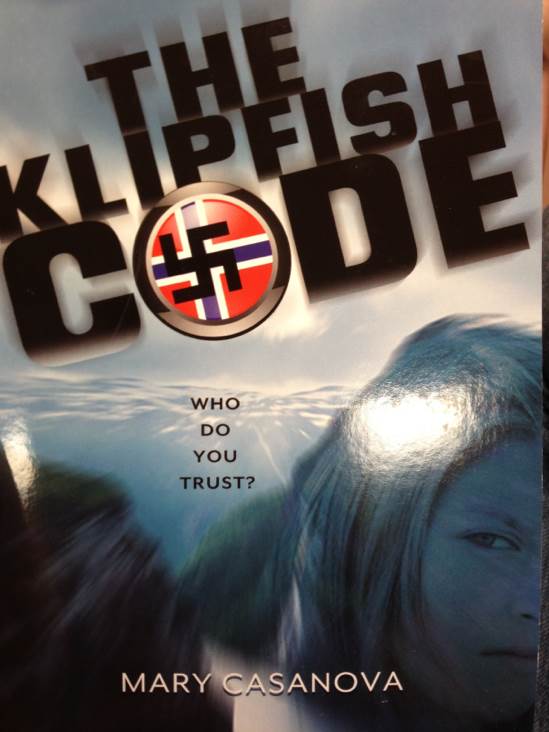 THE
KLIPFISH
CODE
WHO
DO
YOU
TRUST?
MARY CASANOVA